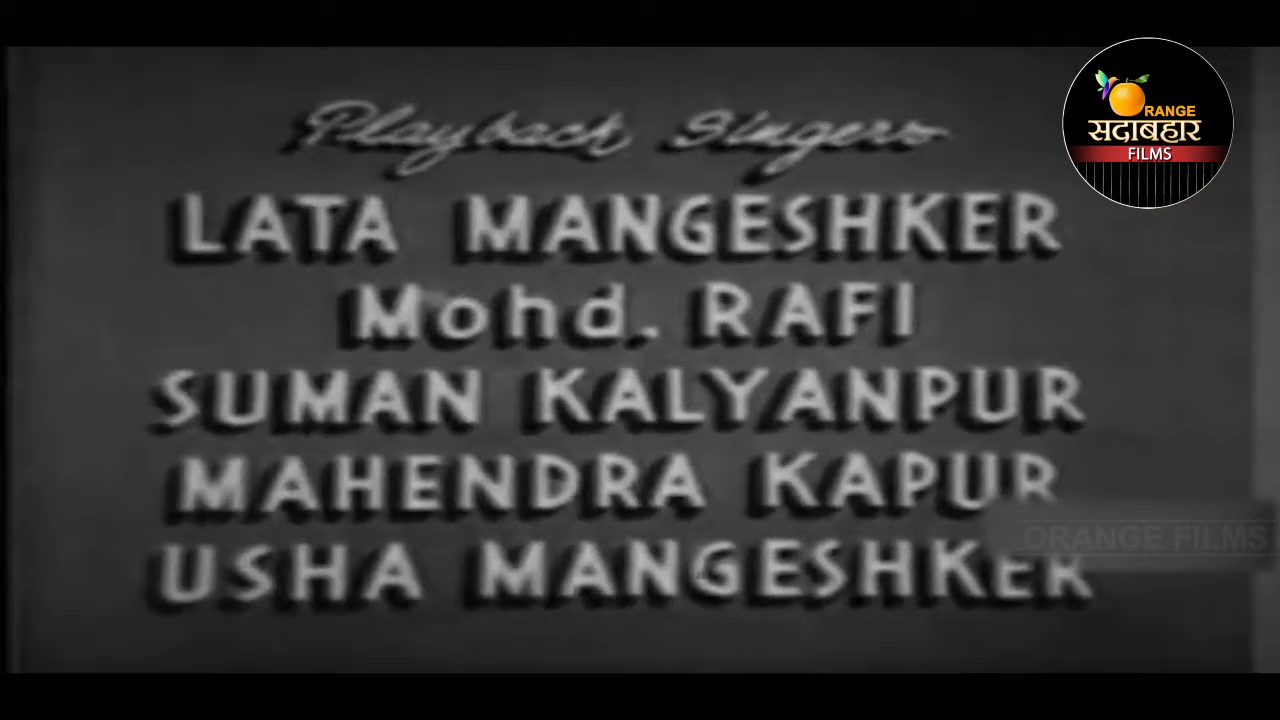 Playback Singers
LATA MANGESHKER
Mohd. RAFI
SUMAN KALYANPUR
MAHENDRA KAPUR
USHA MANGESHKER
ORANGE
सदाबहार
FILMS
ORANGE FILMS